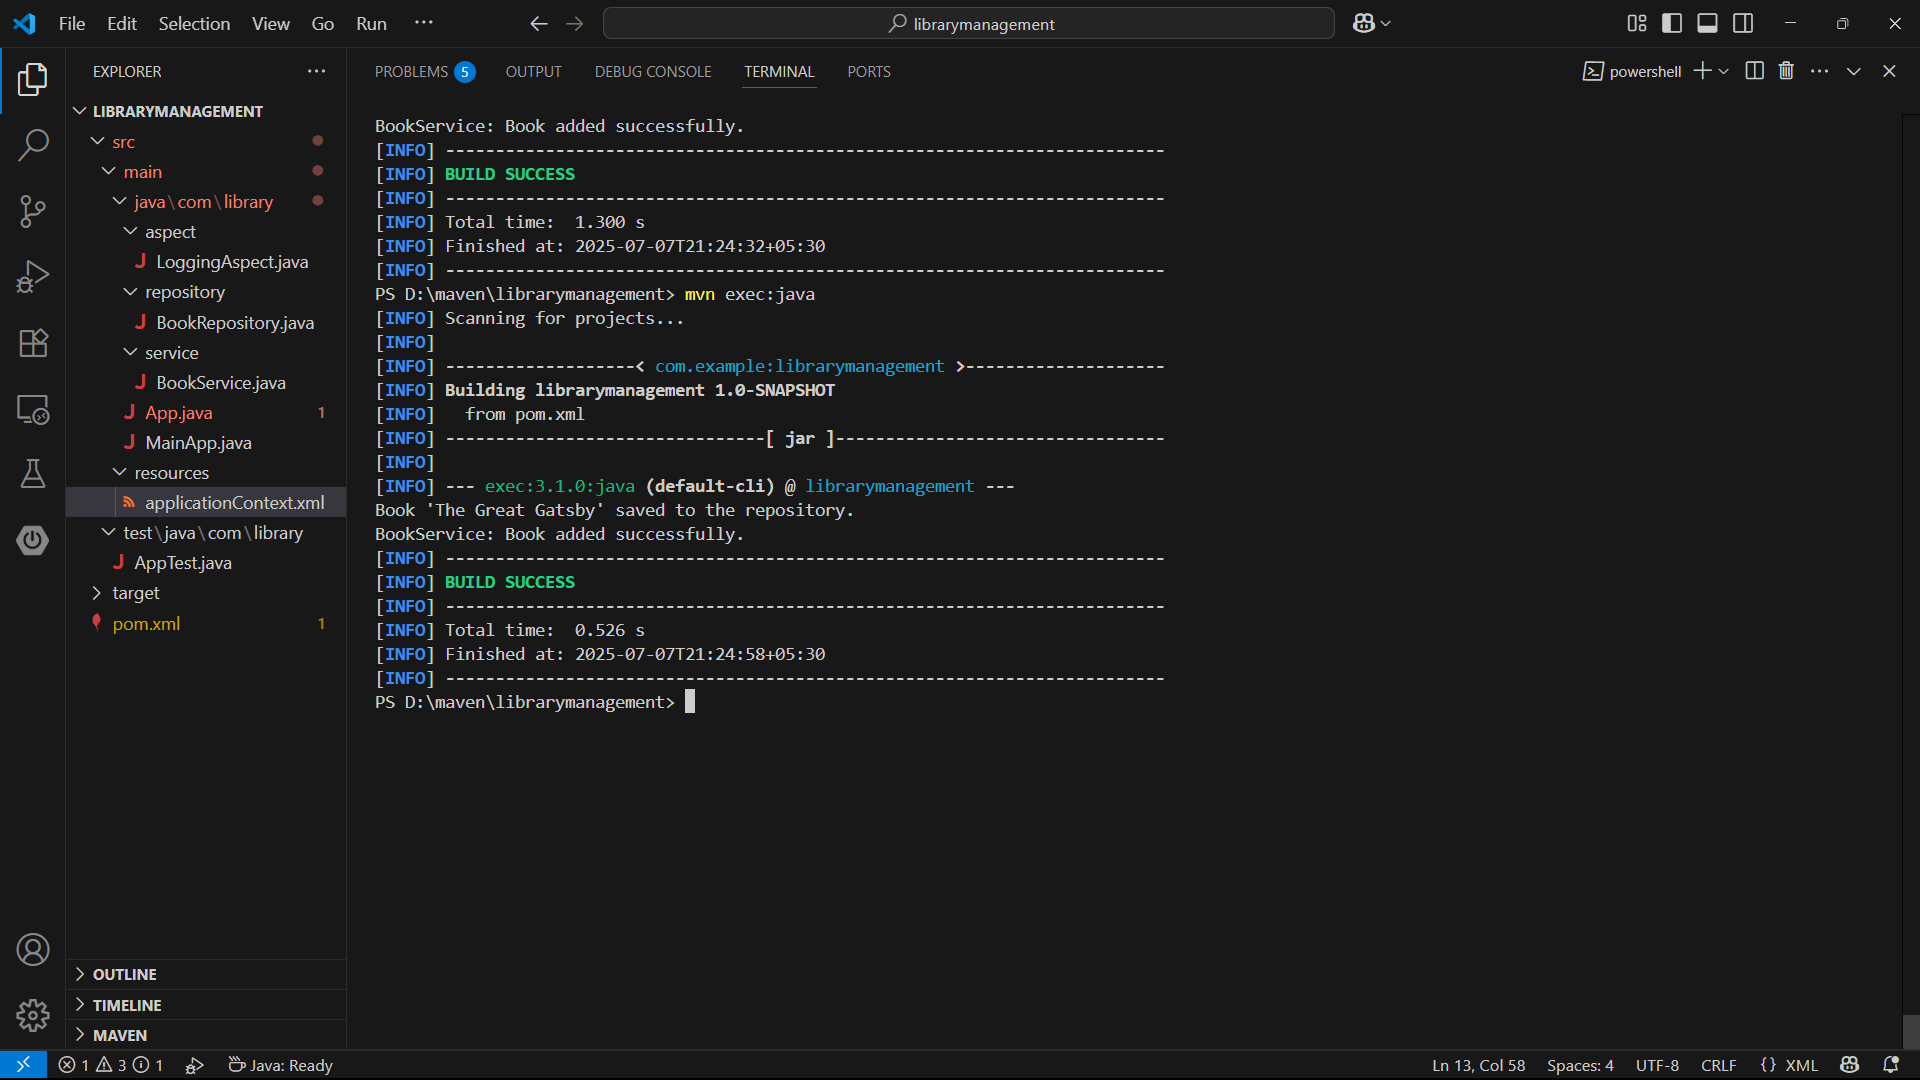 File Edit Selection View Go Run ···
librarymanagement
EXPLORER ···
LIBRARYMANAGEMENT
src
main
java\com\library
aspect
LoggingAspect.java
repository
BookRepository.java
service
BookService.java
App.java 1
MainApp.java
resources
applicationContext.xml
test\java\com\library
AppTest.java
target
pom.xml 1
OUTLINE
TIMELINE
MAVEN
PROBLEMS 5 OUTPUT DEBUG CONSOLE TERMINAL PORTS
powershell
BookService: Book added successfully.
[INFO] ------------------------------------------------------------------------
[INFO] BUILD SUCCESS
[INFO] ------------------------------------------------------------------------
[INFO] Total time:  1.300 s
[INFO] Finished at: 2025-07-07T21:24:32+05:30
[INFO] ------------------------------------------------------------------------
PS D:\maven\librarymanagement> mvn exec:java
[INFO] Scanning for projects...
[INFO]
[INFO] -------------------< com.example:librarymanagement >--------------------
[INFO] Building librarymanagement 1.0-SNAPSHOT
[INFO]   from pom.xml
[INFO] --------------------------------[ jar ]---------------------------------
[INFO]
[INFO] --- exec:3.1.0:java (default-cli) @ librarymanagement ---
Book 'The Great Gatsby' saved to the repository.
BookService: Book added successfully.
[INFO] ------------------------------------------------------------------------
[INFO] BUILD SUCCESS
[INFO] ------------------------------------------------------------------------
[INFO] Total time:  0.526 s
[INFO] Finished at: 2025-07-07T21:24:58+05:30
[INFO] ------------------------------------------------------------------------
PS D:\maven\librarymanagement>
1 3 1 Java: Ready
Ln 13, Col 58 Spaces: 4 UTF-8 CRLF {} XML